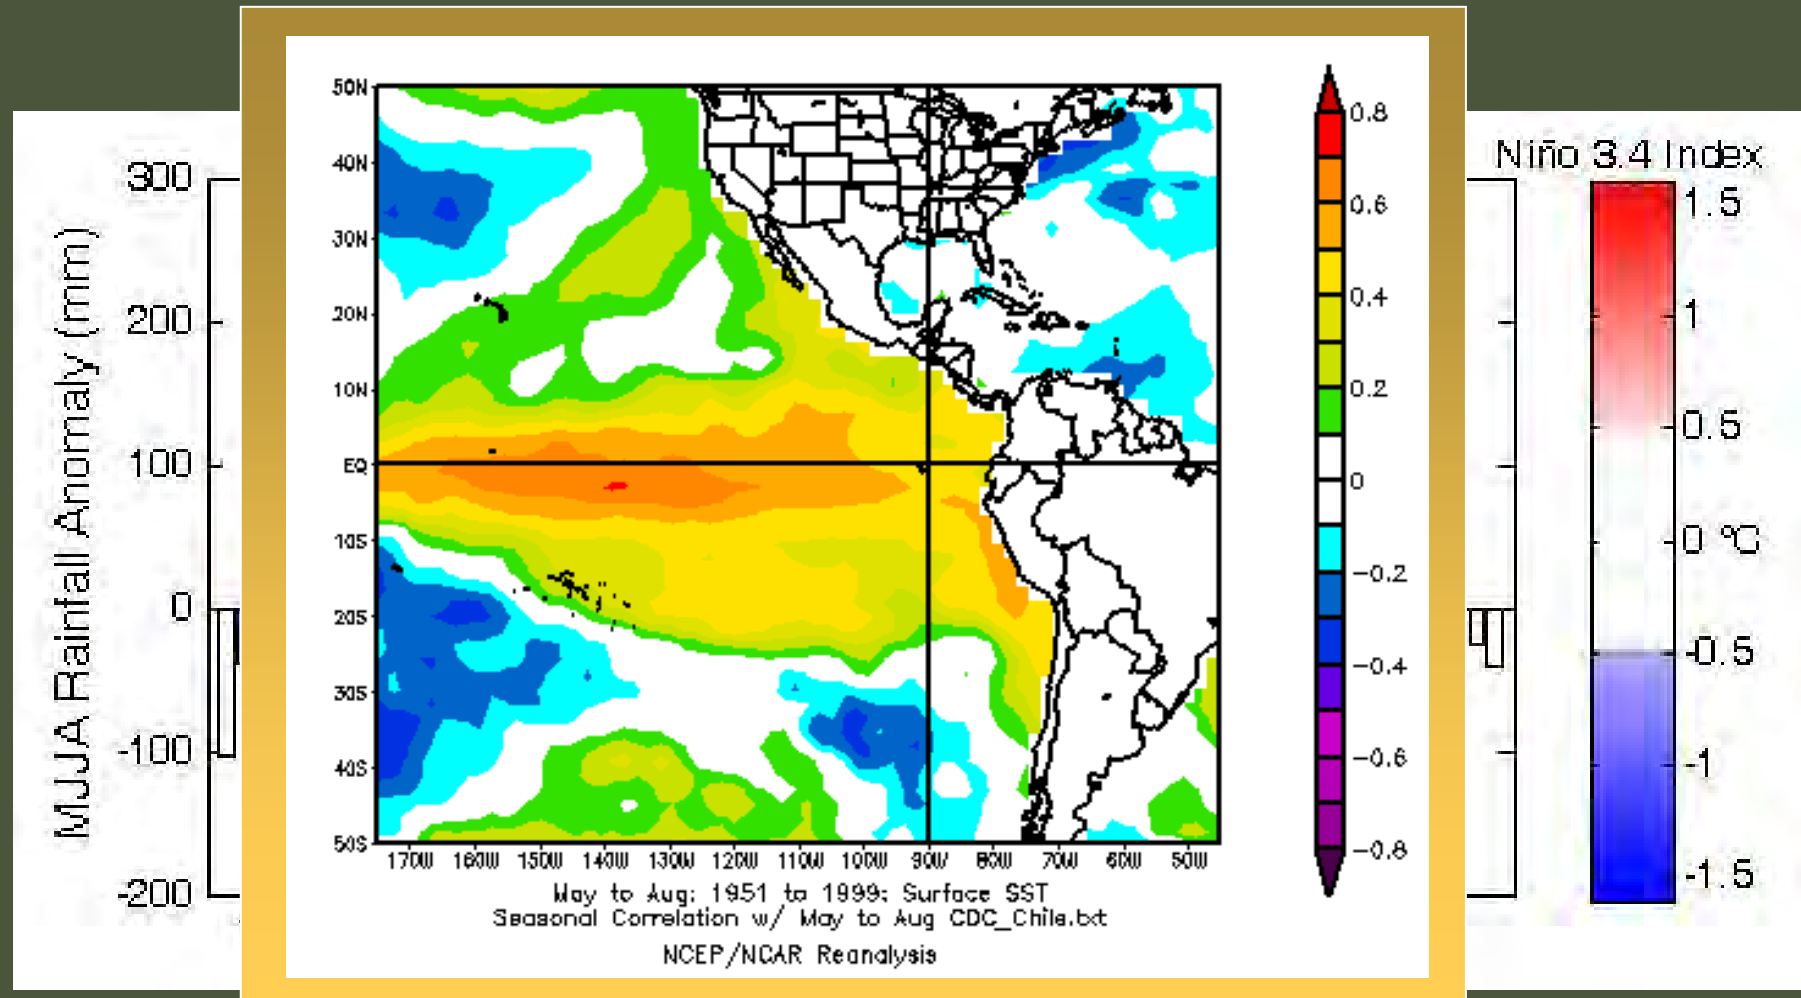 50N
40N
30N
20N
10N
EQ
10S
20S
30S
40S
50S
170W 160W 150W 140W 130W 120W 110W 100W 90W 80W 70W 60W 50W
May to Aug: 1951 to 1999: Surface SST
Seasonal Correlation w/ May to Aug CDC_Chile.txt
NCEP/NCAR Reanalysis
0.8
0.6
0.4
0.2
0
-0.2
-0.4
-0.6
-0.8
MJJA Rainfall Anomaly (mm)
300
200
100
0
-100
-200
Niño 3.4 Index
1.5
1
0.5
0 ºC
-0.5
-1
-1.5